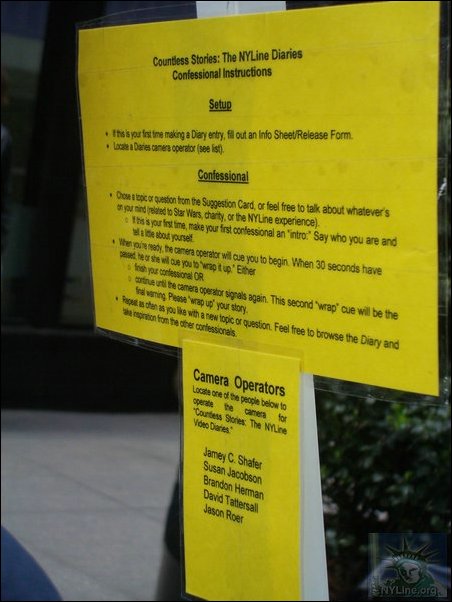 Countless Stories: The NYLine Diaries
Confessional Instructions
Setup
• If this is your first time making a Diary entry, fill out an Info Sheet/Release Form.
• Locate a Diaries camera operator (see list).
Confessional
• Chose a topic or question from the Suggestion Card, or feel free to talk about whatever's
on your mind (related to Star Wars, charity, or the NYLine experience).
o If this is your first time, make your first confessional an "intro:" Say who you are and
tell a little about yourself.
• When you're ready, the camera operator will cue you to begin. When 30 seconds have
passed, he or she will cue you to "wrap it up." Either
o finish your confessional OR
o continue until the camera operator signals again. This second "wrap" cue will be the
final warning. Please "wrap up" your story.
• Repeat as often as you like with a new topic or question. Feel free to browse the Diary and
take inspiration from the other confessionals.
Camera Operators
Locate one of the people below to
operate the camera for
"Countless Stories: The NYLine
Video Diaries."
Jamey C. Shafer
Susan Jacobson
Brandon Herman
David Tattersall
Jason Roer
NYLine.org